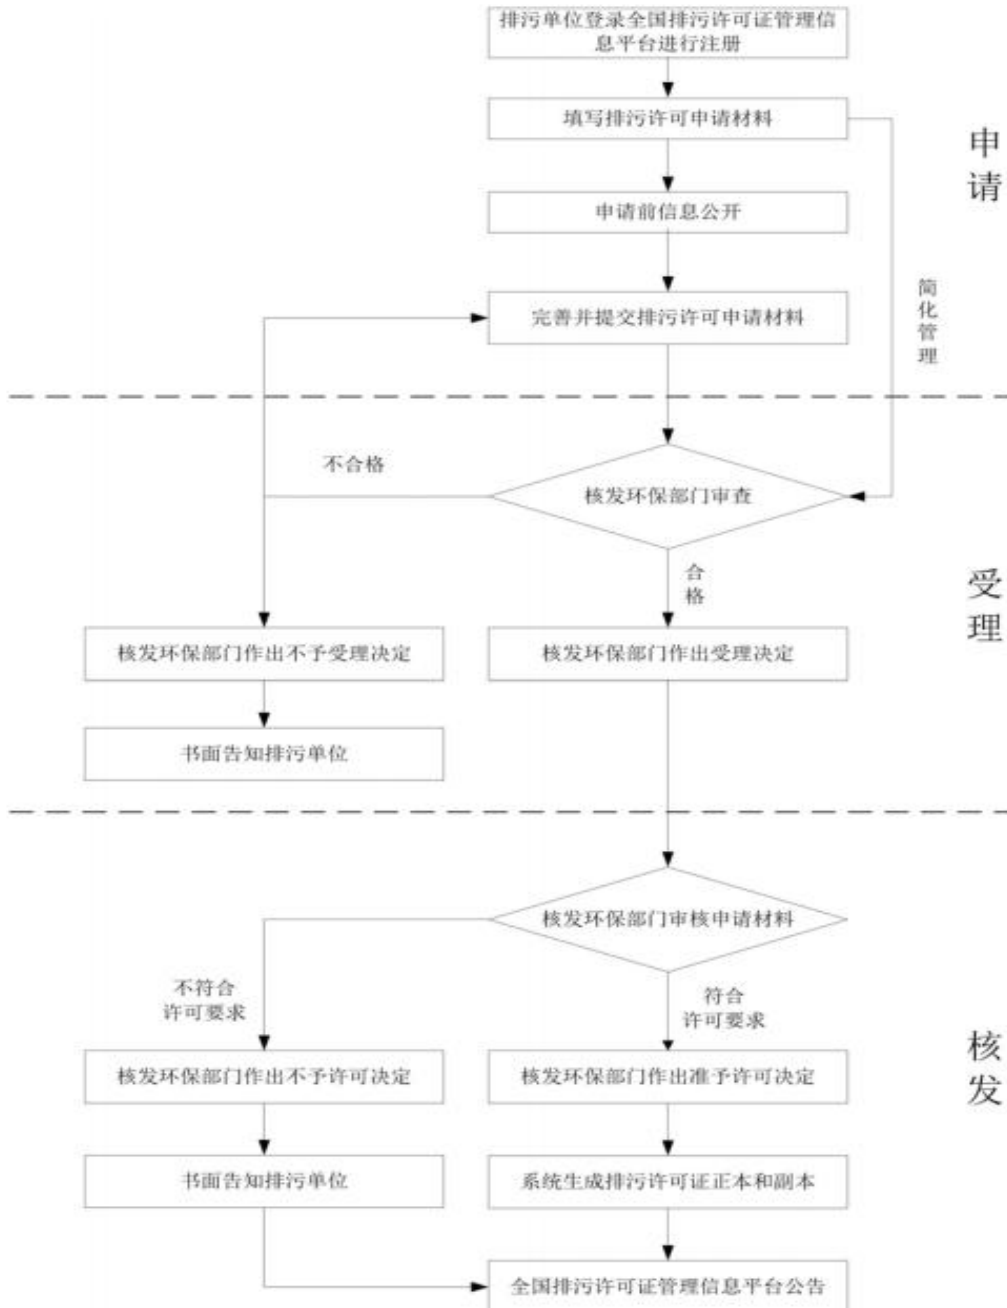 排污单位登录全国排污许可证管理信
息平台进行注册
填写排污许可申请材料
申
请
申请前信息公开
简
化
管
理
完善并提交排污许可申请材料
不合格
核发环保部门审查
合
格
受
理
核发环保部门作出不予受理决定
核发环保部门作出受理决定
书面告知排污单位
核发环保部门审核申请材料
不符合
许可要求
符合
许可要求
核
发
核发环保部门作出不予许可决定
核发环保部门作出准予许可决定
书面告知排污单位
系统生成排污许可证正本和副本
全国排污许可证管理信息平台公告